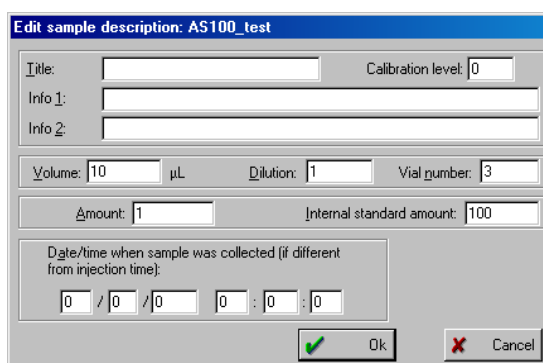 Edit sample description: AS100_test
Title: Calibration level: 0
Info 1:
Info 2:
Volume: 10 µL Dilution: 1 Vial number: 3
Amount: 1 Internal standard amount: 100
Date/time when sample was collected (if different
from injection time):
0 / 0 / 0 0 : 0 : 0
Ok Cancel